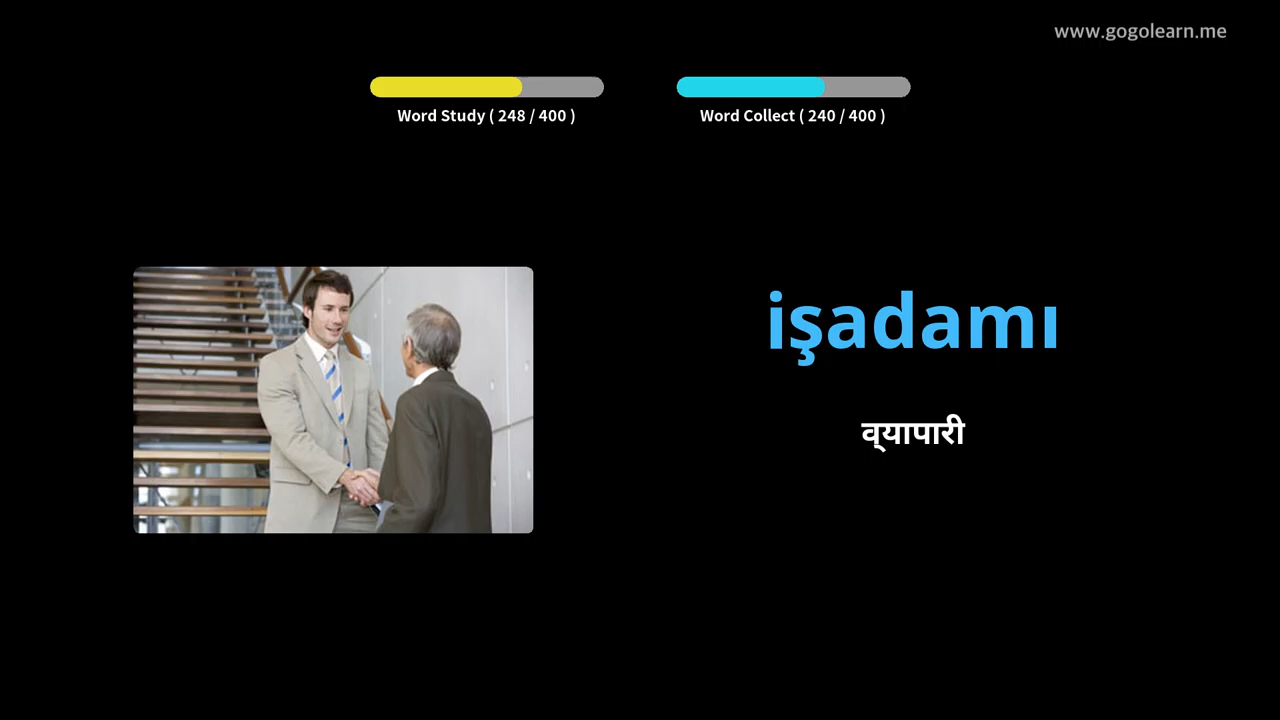 www.gogolearn.me
Word Study ( 248 / 400 )
Word Collect ( 240 / 400 )
işadamı
व्यापारी